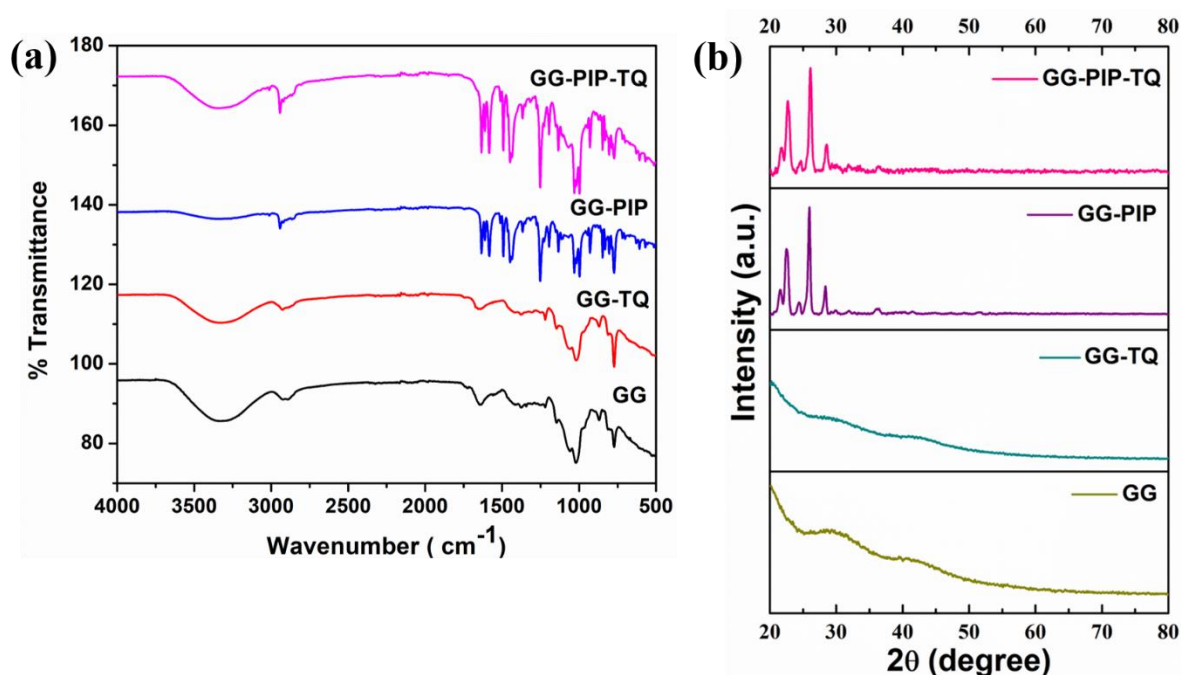 (a)
180
160
140
120
100
80
% Transmittance
GG-PIP-TQ
GG-PIP
GG-TQ
GG
4000 3500 3000 2500 2000 1500 1000 500
Wavenumber ( cm-1)
(b)
20 30 40 50 60 70 80
Intensity (a.u.)
GG-PIP-TQ
GG-PIP
GG-TQ
GG
20 30 40 50 60 70 80
2θ (degree)